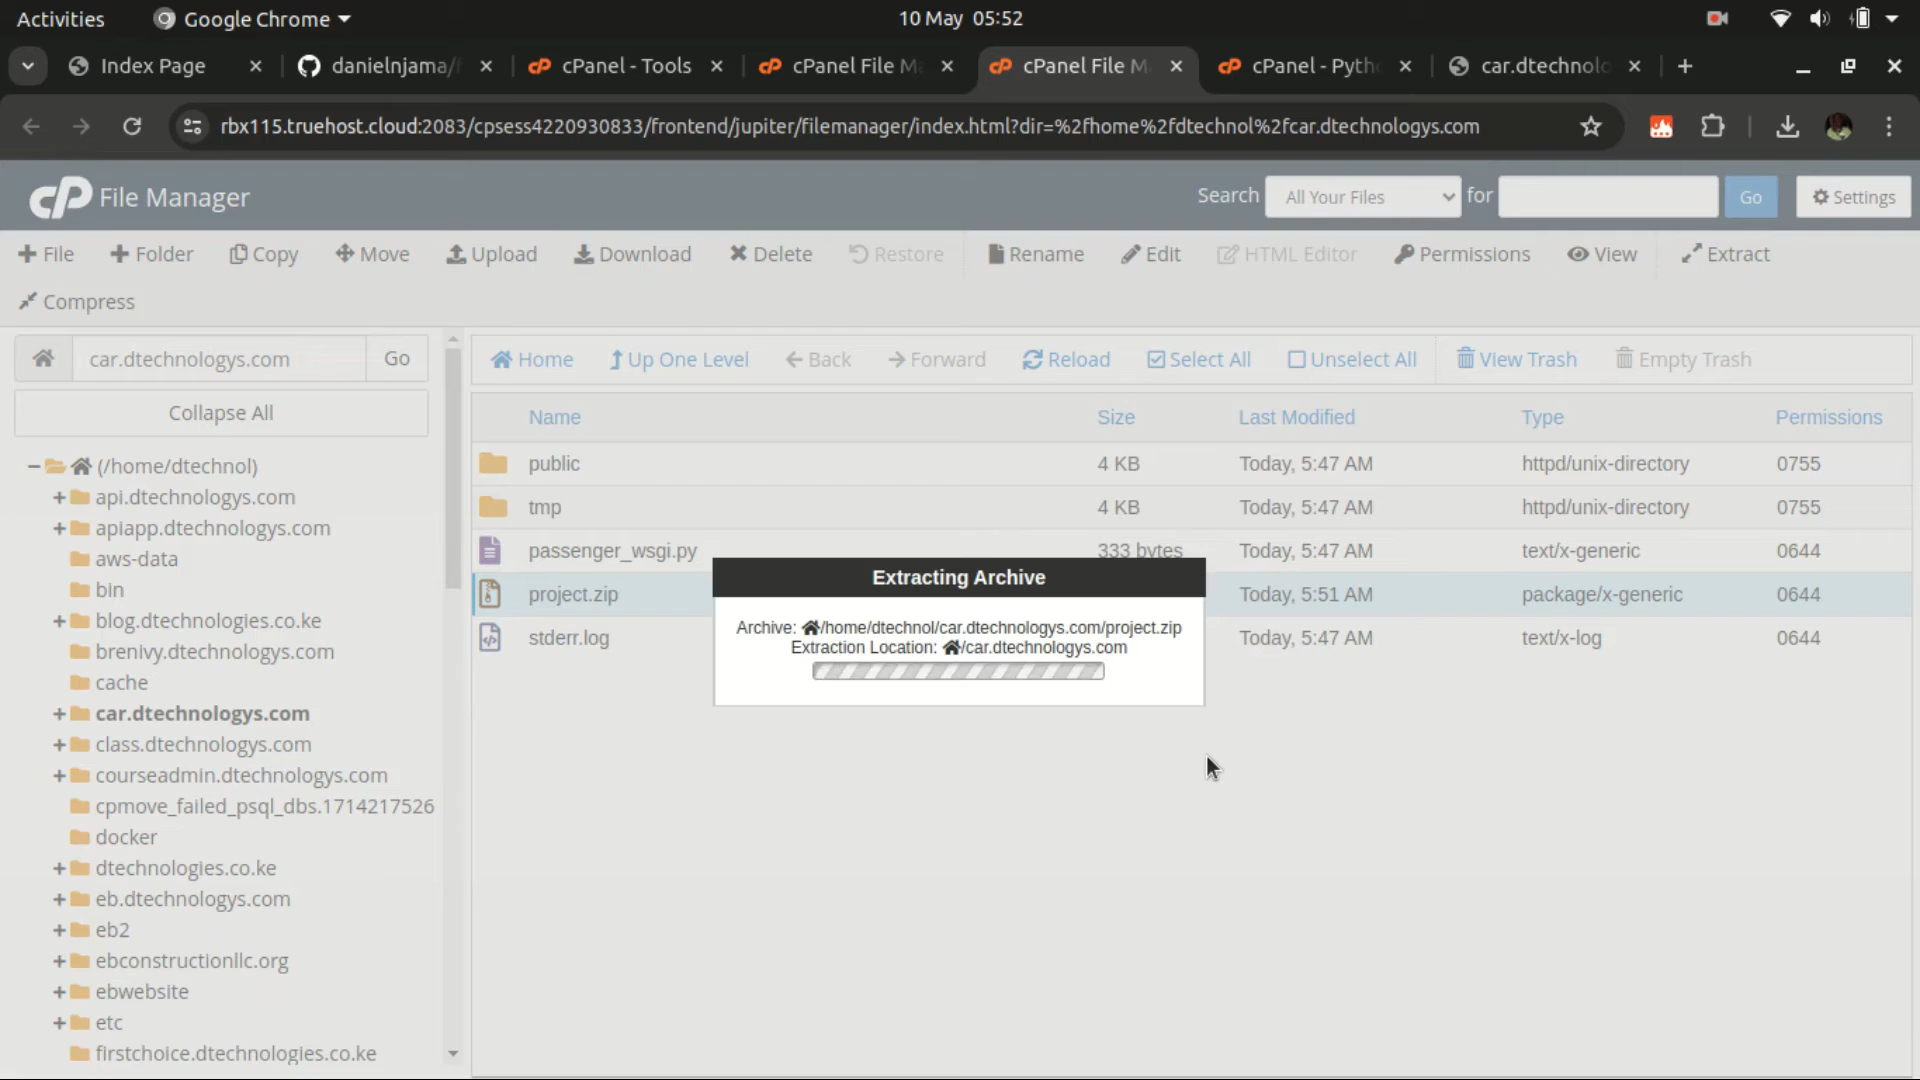 Activities
Google Chrome
10 May 05:52
Index Page
danielnjama/
cPanel - Tools
cPanel File M
cPanel File M
cPanel - Pyth
car.dtechnolo
rbx115.truehost.cloud:2083/cpsess4220930833/frontend/jupiter/filemanager/index.html?dir=%2fhome%2fdtechnol%2fcar.dtechnologys.com
cP File Manager
Search All Your Files for Go Settings
File Folder Copy Move Upload Download Delete Restore Rename Edit HTML Editor Permissions View Extract
Compress
car.dtechnologys.com Go
Collapse All
(/home/dtechnol)
api.dtechnologys.com
apiapp.dtechnologys.com
aws-data
bin
blog.dtechnologies.co.ke
brenivy.dtechnologys.com
cache
car.dtechnologys.com
class.dtechnologys.com
courseadmin.dtechnologys.com
cpmove_failed_psql_dbs.1714217526
docker
dtechnologies.co.ke
eb.dtechnologys.com
eb2
ebconstructionllc.org
ebwebsite
etc
firstchoice.dtechnologies.co.ke
Home Up One Level Back Forward Reload Select All Unselect All View Trash Empty Trash
Name Size Last Modified Type Permissions
public 4 KB Today, 5:47 AM httpd/unix-directory 0755
tmp 4 KB Today, 5:47 AM httpd/unix-directory 0755
passenger_wsgi.py 333 bytes Today, 5:47 AM text/x-generic 0644
project.zip Today, 5:51 AM package/x-generic 0644
stderr.log Today, 5:47 AM text/x-log 0644
Extracting Archive
Archive: /home/dtechnol/car.dtechnologys.com/project.zip
Extraction Location: /car.dtechnologys.com